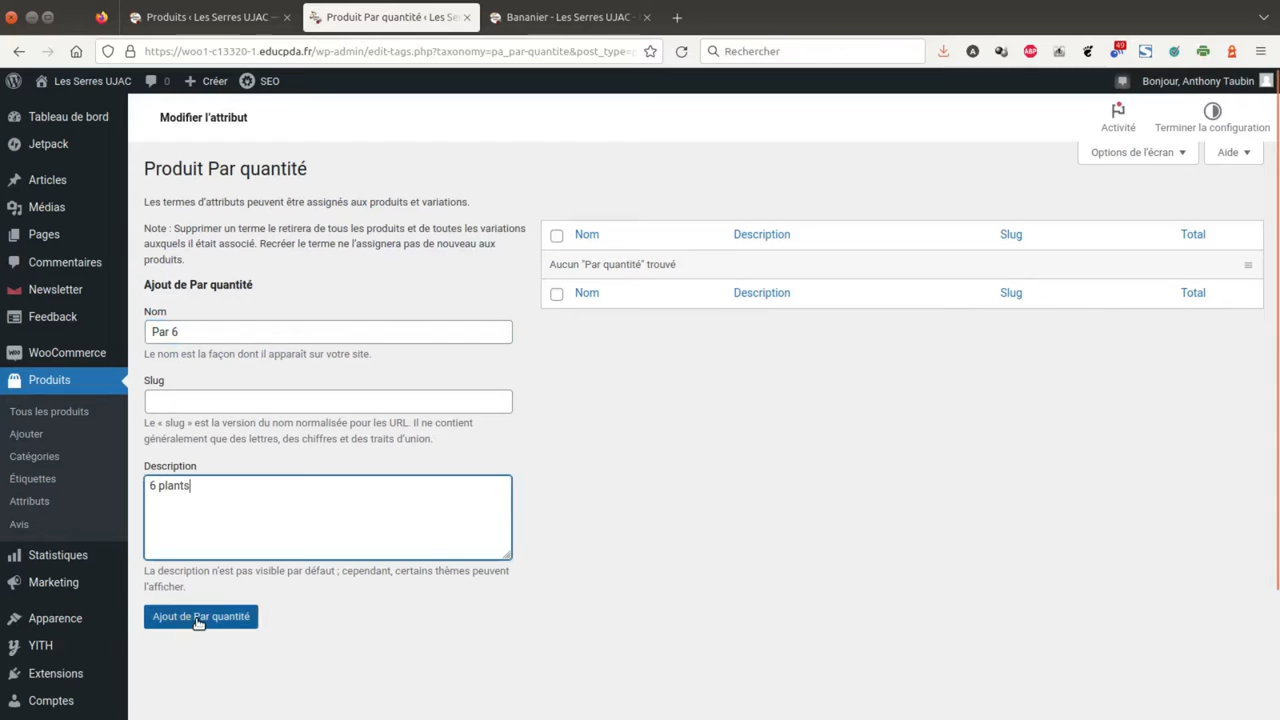 Produits ‹ Les Serres UJAC —
Produit Par quantité ‹ Les Se
Bananier - Les Serres UJAC -
https://woo1-c13320-1.educpda.fr/wp-admin/edit-tags.php?taxonomy=pa_par-quantite&post_type=p
Rechercher
ABP
49
Les Serres UJAC
0
Créer
SEO
Bonjour, Anthony Taubin
Tableau de bord
Jetpack
Articles
Médias
Pages
Commentaires
Newsletter
Feedback
WooCommerce
Produits
Tous les produits
Ajouter
Catégories
Étiquettes
Attributs
Avis
Statistiques
Marketing
Apparence
YITH
Extensions
Comptes
Modifier l'attribut
Activité
Terminer la configuration
Options de l'écran
Aide
Produit Par quantité
Les termes d'attributs peuvent être assignés aux produits et variations.
Note : Supprimer un terme le retirera de tous les produits et de toutes les variations
auxquels il était associé. Recréer le terme ne l'assignera pas de nouveau aux
produits.
Ajout de Par quantité
Nom
Par 6
Le nom est la façon dont il apparaît sur votre site.
Slug
Le « slug » est la version du nom normalisée pour les URL. Il ne contient
généralement que des lettres, des chiffres et des traits d'union.
Description
6 plants
La description n'est pas visible par défaut ; cependant, certains thèmes peuvent
l'afficher.
Ajout de Par quantité
Nom Description Slug Total
Aucun "Par quantité" trouvé
Nom Description Slug Total